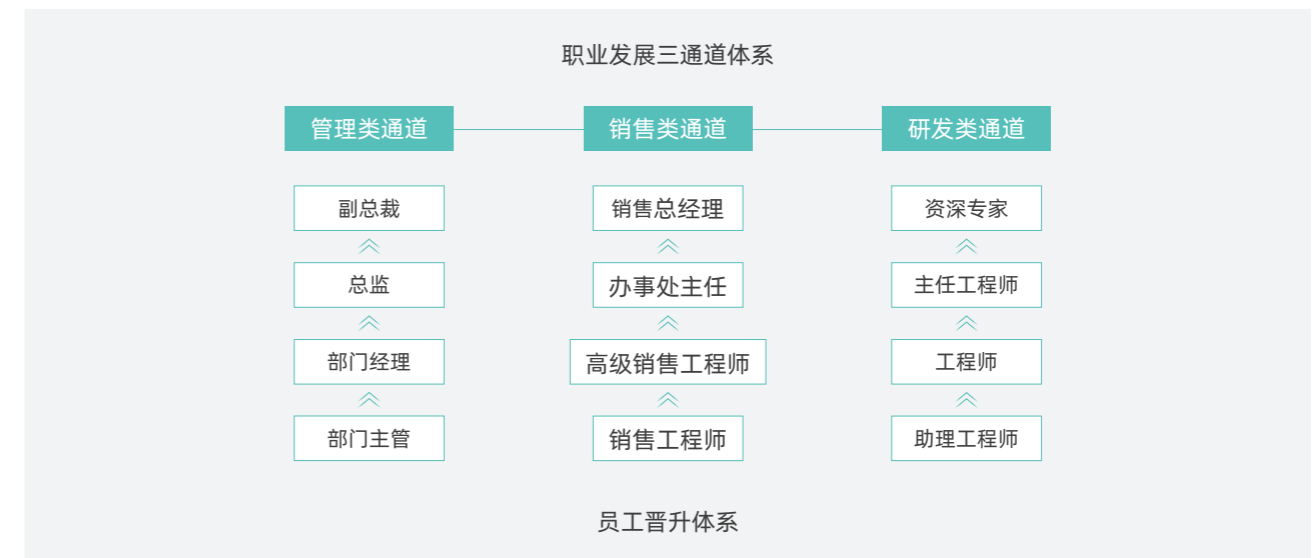 职业发展三通道体系
管理类通道 销售类通道 研发类通道
副总裁 销售总经理 资深专家
总监 办事处主任 主任工程师
部门经理 高级销售工程师 工程师
部门主管 销售工程师 助理工程师
员工晋升体系